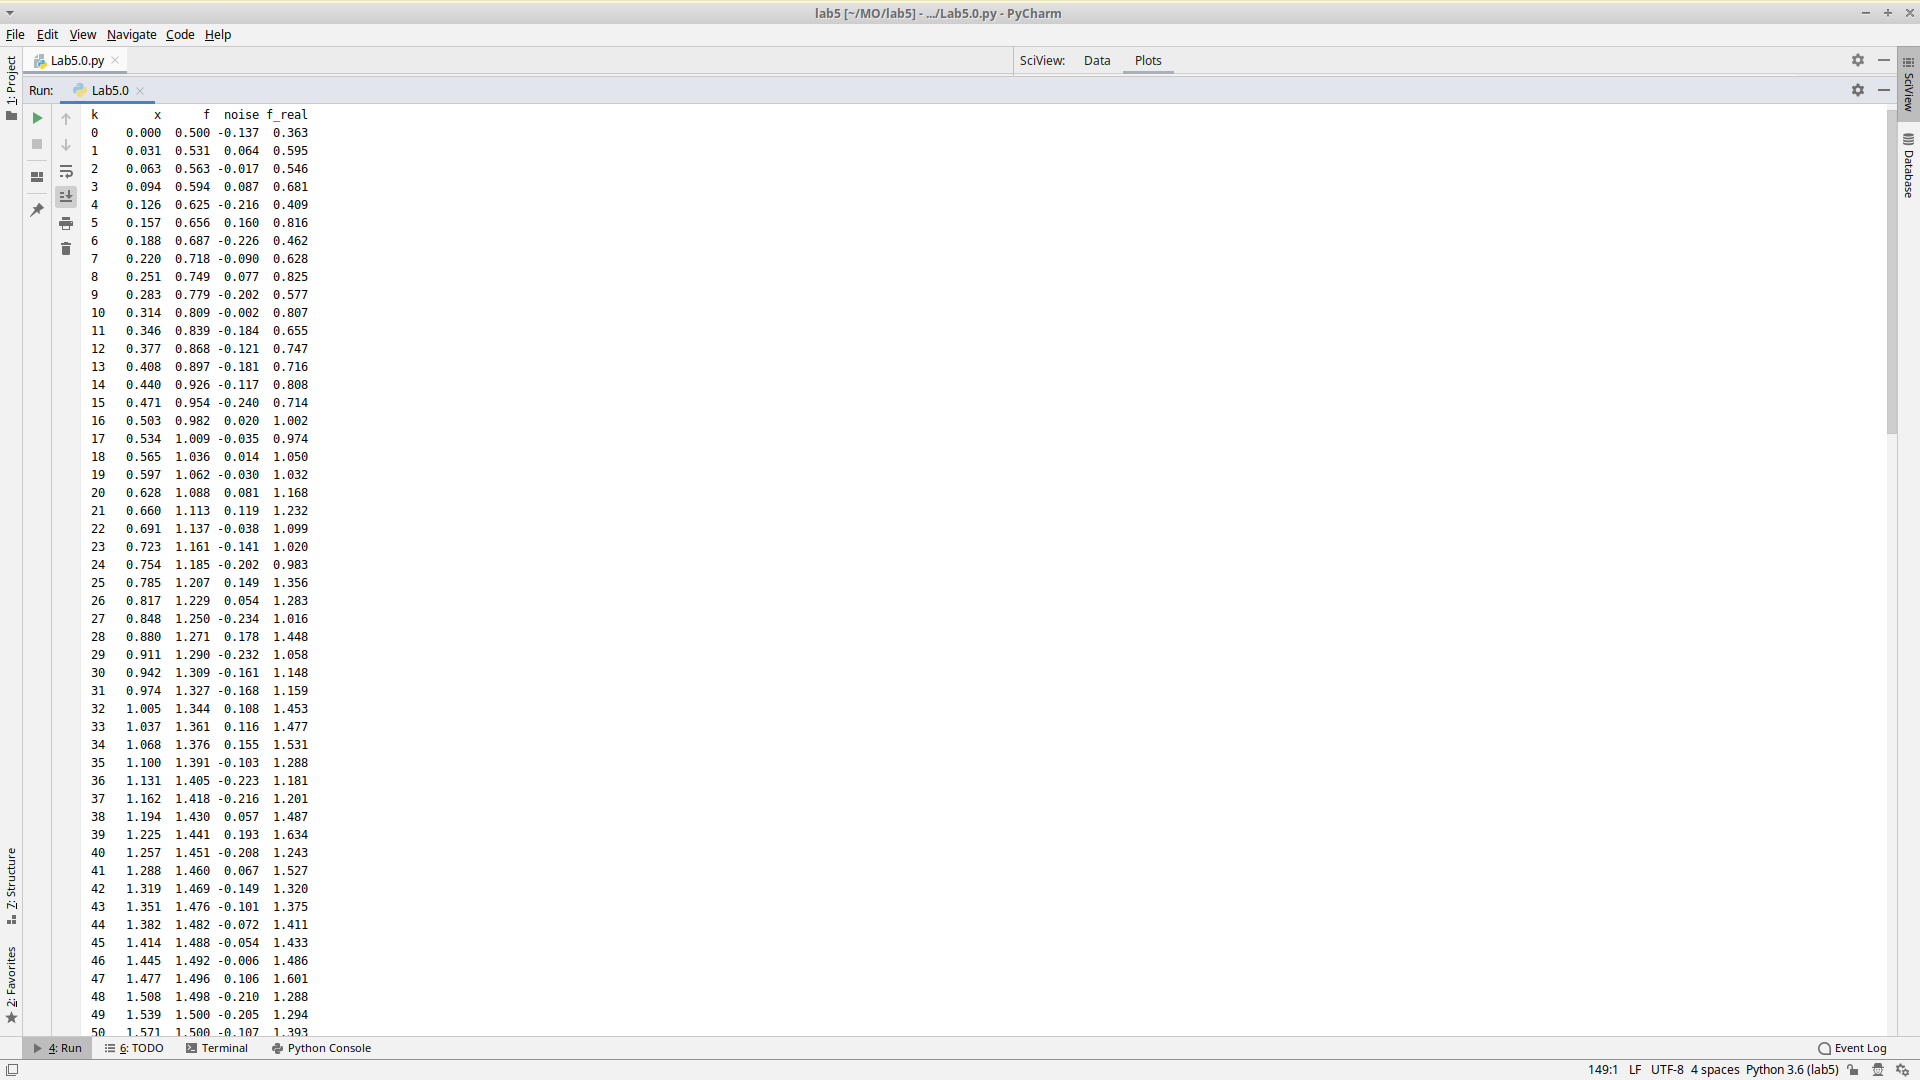 lab5 [~/MO/lab5] - .../Lab5.0.py - PyCharm
File Edit View Navigate Code Help
Lab5.0.py
SciView: Data Plots
Run: Lab5.0
k x f noise f_real
0 0.000 0.500 -0.137 0.363
1 0.031 0.531 0.064 0.595
2 0.063 0.563 -0.017 0.546
3 0.094 0.594 0.087 0.681
4 0.126 0.625 -0.216 0.409
5 0.157 0.656 0.160 0.816
6 0.188 0.687 -0.226 0.462
7 0.220 0.718 -0.090 0.628
8 0.251 0.749 0.077 0.825
9 0.283 0.779 -0.202 0.577
10 0.314 0.809 -0.002 0.807
11 0.346 0.839 -0.184 0.655
12 0.377 0.868 -0.121 0.747
13 0.408 0.897 -0.181 0.716
14 0.440 0.926 -0.117 0.808
15 0.471 0.954 -0.240 0.714
16 0.503 0.982 0.020 1.002
17 0.534 1.009 -0.035 0.974
18 0.565 1.036 0.014 1.050
19 0.597 1.062 -0.030 1.032
20 0.628 1.088 0.081 1.168
21 0.660 1.113 0.119 1.232
22 0.691 1.137 -0.038 1.099
23 0.723 1.161 -0.141 1.020
24 0.754 1.185 -0.202 0.983
25 0.785 1.207 0.149 1.356
26 0.817 1.229 0.054 1.283
27 0.848 1.250 -0.234 1.016
28 0.880 1.271 0.178 1.448
29 0.911 1.290 -0.232 1.058
30 0.942 1.309 -0.161 1.148
31 0.974 1.327 -0.168 1.159
32 1.005 1.344 0.108 1.453
33 1.037 1.361 0.116 1.477
34 1.068 1.376 0.155 1.531
35 1.100 1.391 -0.103 1.288
36 1.131 1.405 -0.223 1.181
37 1.162 1.418 -0.216 1.201
38 1.194 1.430 0.057 1.487
39 1.225 1.441 0.193 1.634
40 1.257 1.451 -0.208 1.243
41 1.288 1.460 0.067 1.527
42 1.319 1.469 -0.149 1.320
43 1.351 1.476 -0.101 1.375
44 1.382 1.482 -0.072 1.411
45 1.414 1.488 -0.054 1.433
46 1.445 1.492 -0.006 1.486
47 1.477 1.496 0.106 1.601
48 1.508 1.498 -0.210 1.288
49 1.539 1.500 -0.205 1.294
50 1.571 1.500 -0.107 1.393
1: Project
7: Structure
2: Favorites
SciView
Database
4: Run 6: TODO Terminal Python Console Event Log
149:1 LF UTF-8 4 spaces Python 3.6 (lab5)